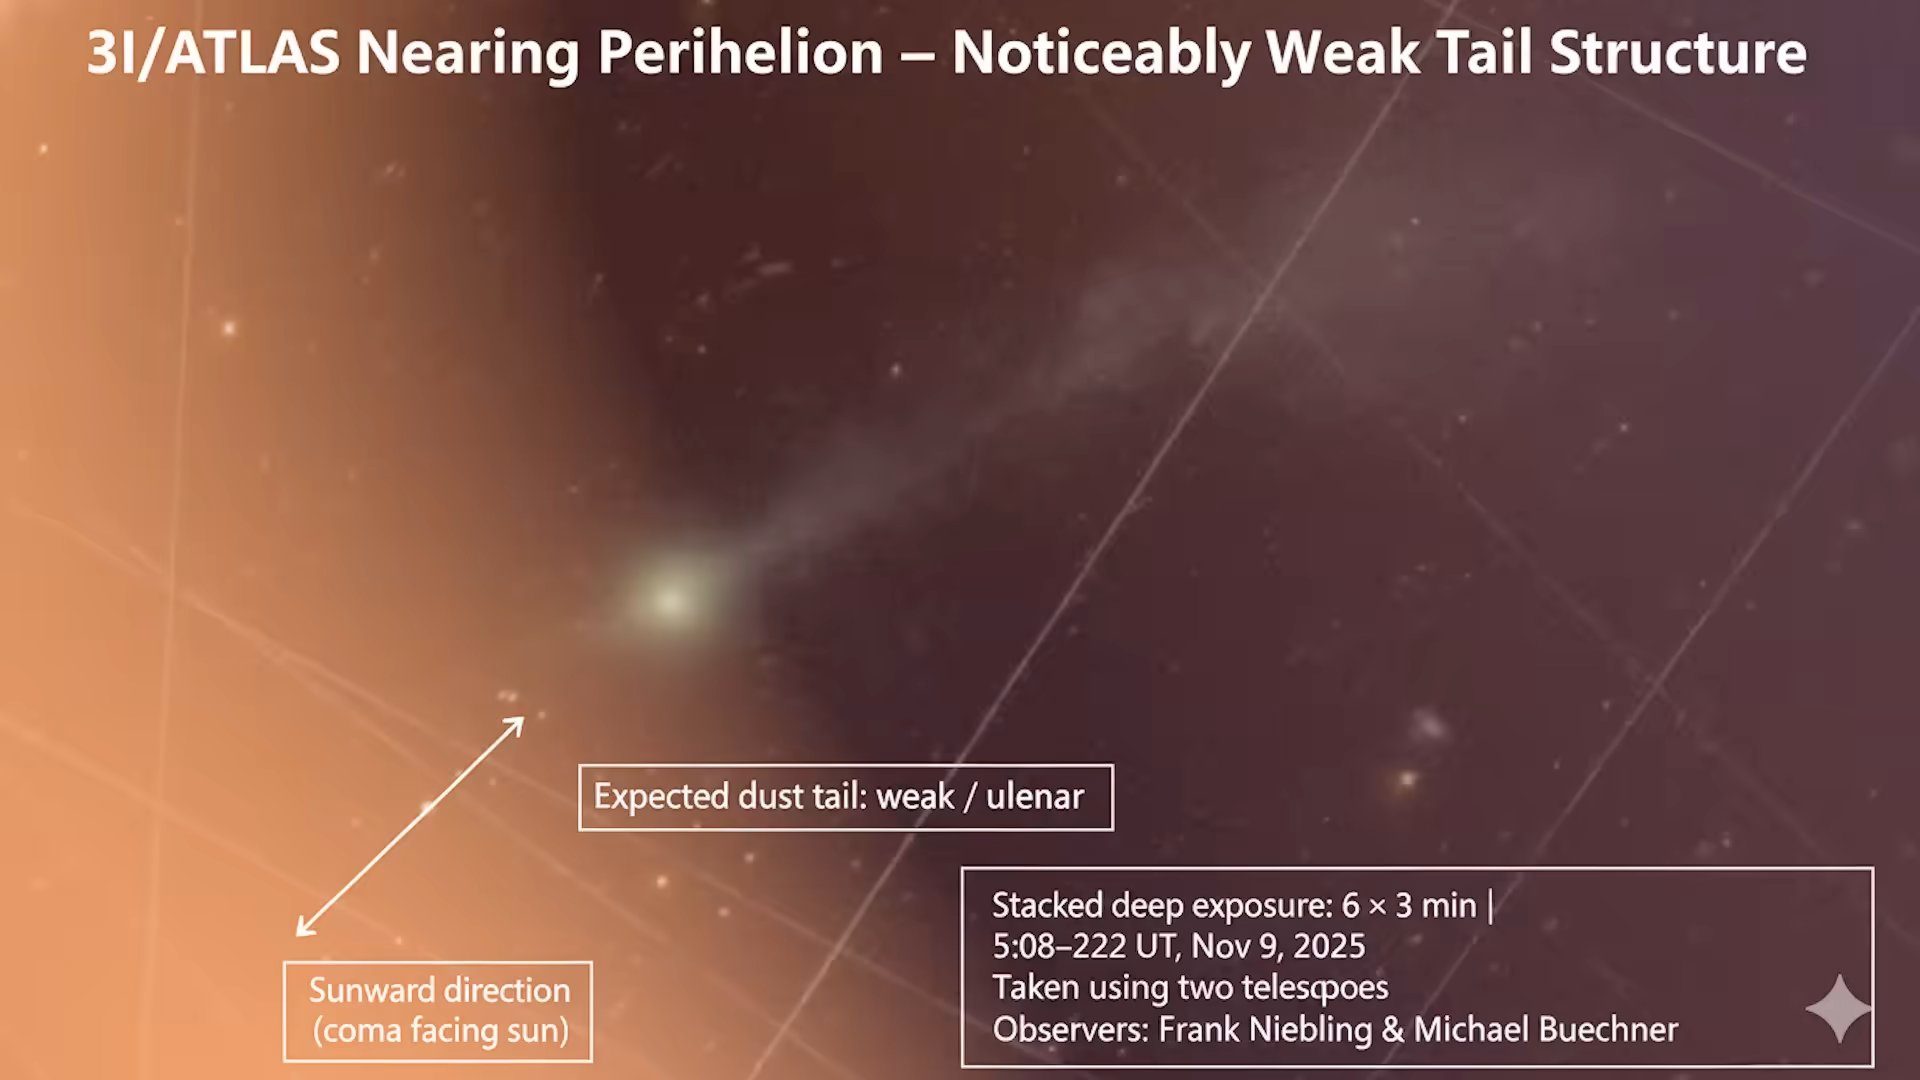 3I/ATLAS Nearing Perihelion – Noticeably Weak Tail Structure
Expected dust tail: weak / ulenar
Sunward direction
(coma facing sun)
Stacked deep exposure: 6 × 3 min |
5:08–222 UT, Nov 9, 2025
Taken using two telesqpoes
Observers: Frank Niebling & Michael Buechner